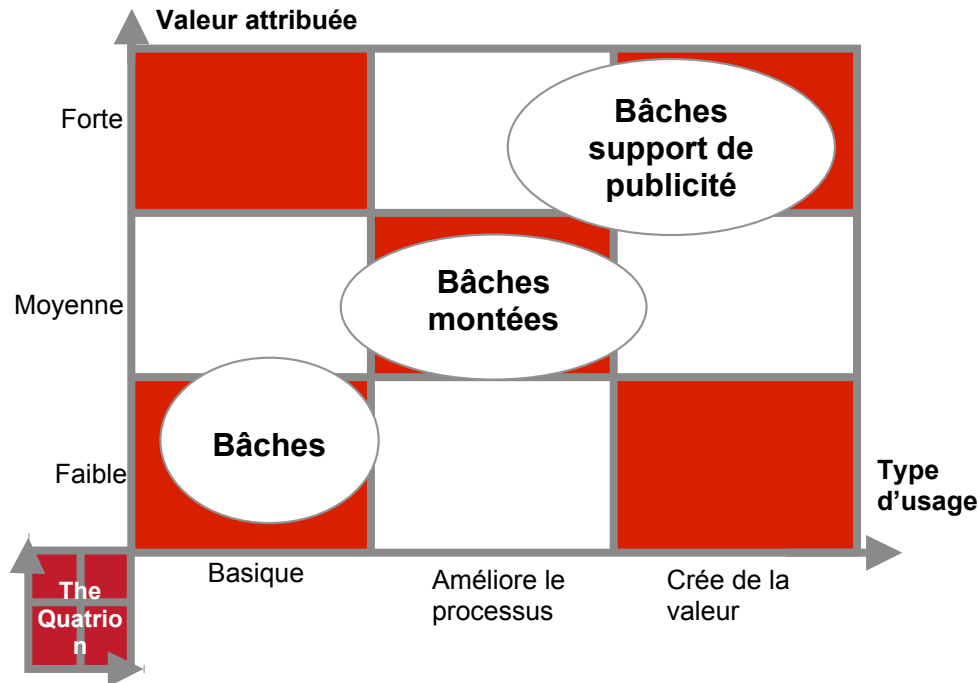 Valeur attribuée
Forte
Bâches
support de
publicité
Moyenne
Bâches
montées
Bâches
Faible
Type
d’usage
Basique
Améliore le
processus
Crée de la
valeur
The
Quatrio
n